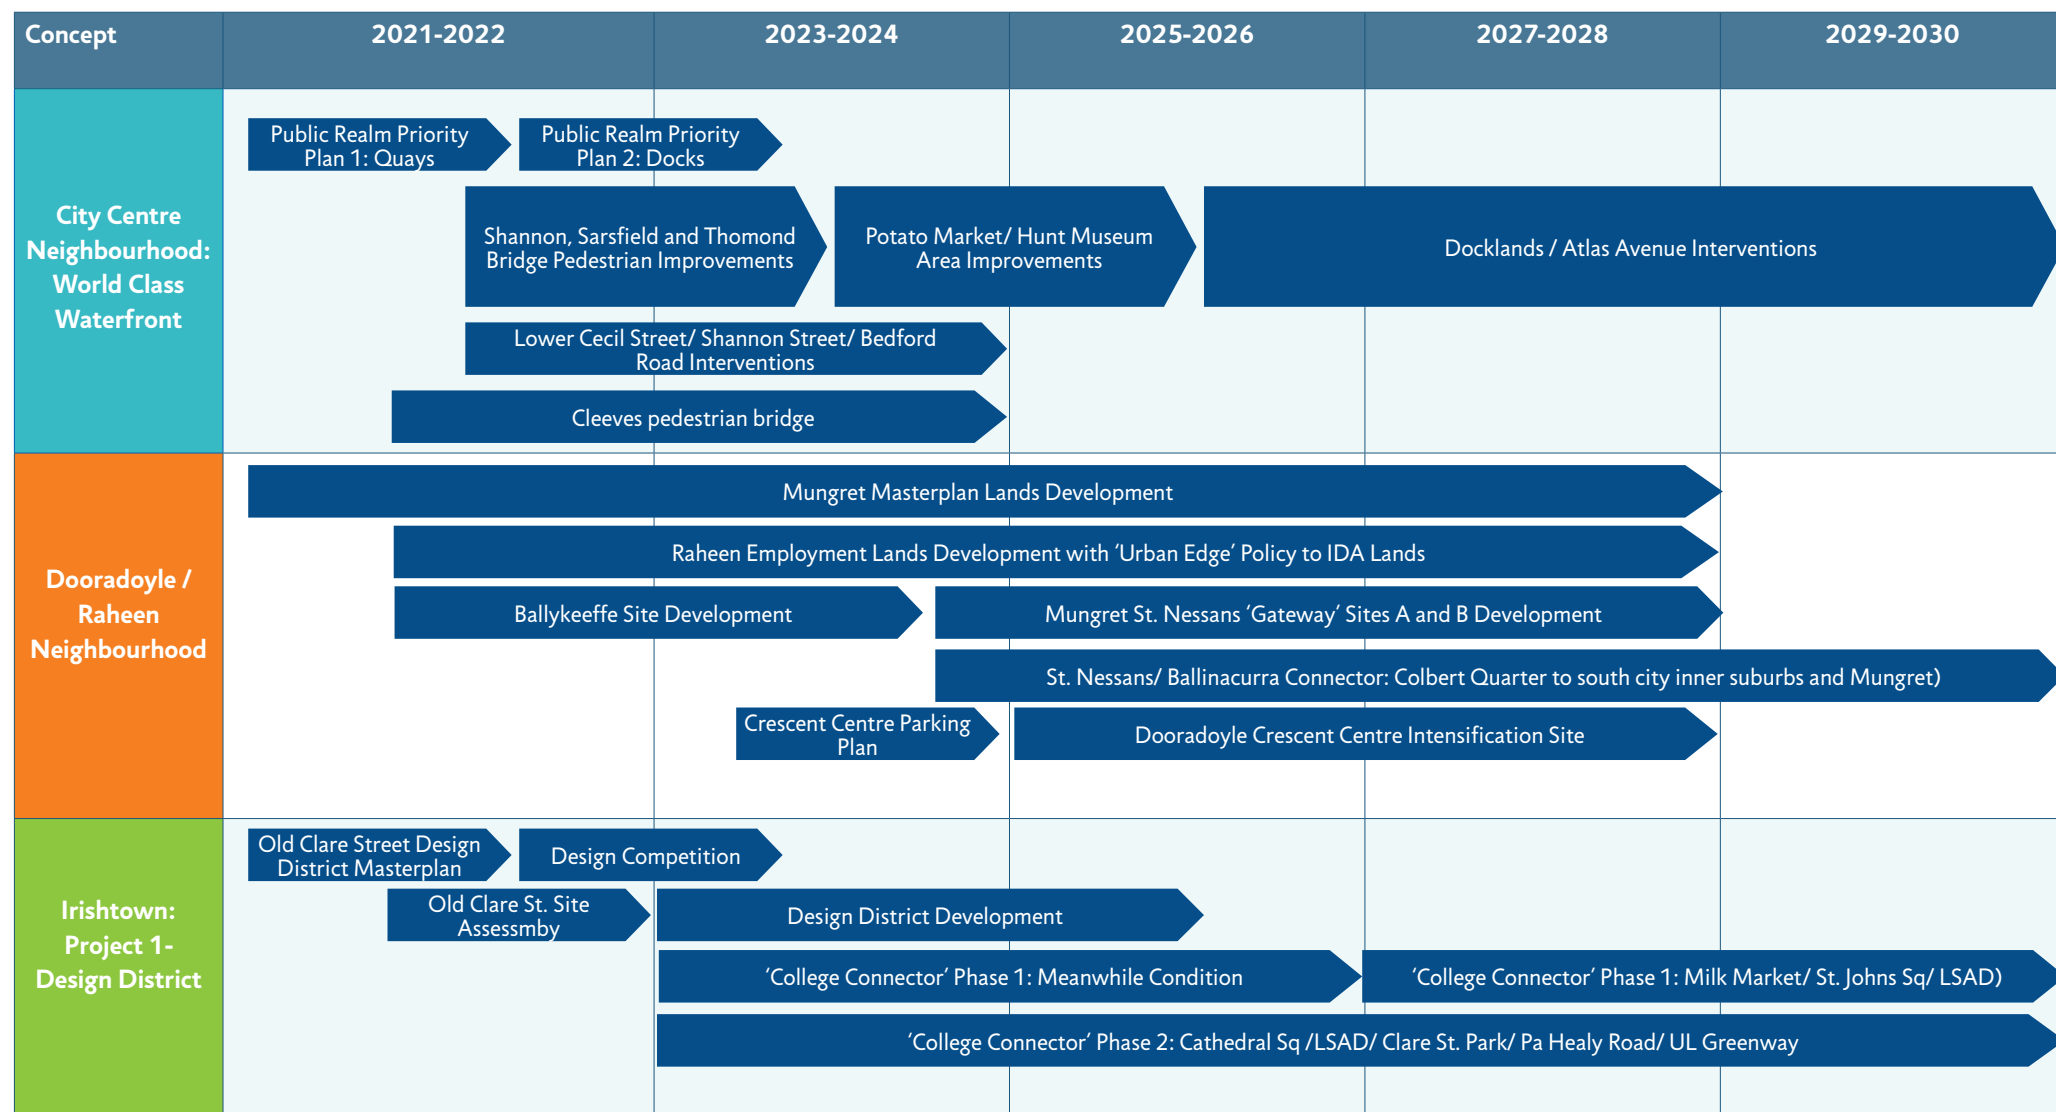 Concept
2021-2022
2023-2024
2025-2026
2027-2028
2029-2030
City Centre
Neighbourhood:
World Class
Waterfront
Public Realm Priority
Plan 1: Quays
Public Realm Priority
Plan 2: Docks
Shannon, Sarsfield and Thomond
Bridge Pedestrian Improvements
Potato Market/ Hunt Museum
Area Improvements
Docklands / Atlas Avenue Interventions
Lower Cecil Street/ Shannon Street/ Bedford
Road Interventions
Cleeves pedestrian bridge
Dooradoyle /
Raheen
Neighbourhood
Mungret Masterplan Lands Development
Raheen Employment Lands Development with ‘Urban Edge’ Policy to IDA Lands
Ballykeeffe Site Development
Mungret St. Nessans ‘Gateway’ Sites A and B Development
St. Nessans/ Ballinacurra Connector: Colbert Quarter to south city inner suburbs and Mungret)
Crescent Centre Parking
Plan
Dooradoyle Crescent Centre Intensification Site
Irishtown:
Project 1-
Design District
Old Clare Street Design
District Masterplan
Design Competition
Old Clare St. Site
Assessmby
Design District Development
‘College Connector’ Phase 1: Meanwhile Condition
‘College Connector’ Phase 1: Milk Market/ St. Johns Sq/ LSAD)
‘College Connector’ Phase 2: Cathedral Sq /LSAD/ Clare St. Park/ Pa Healy Road/ UL Greenway